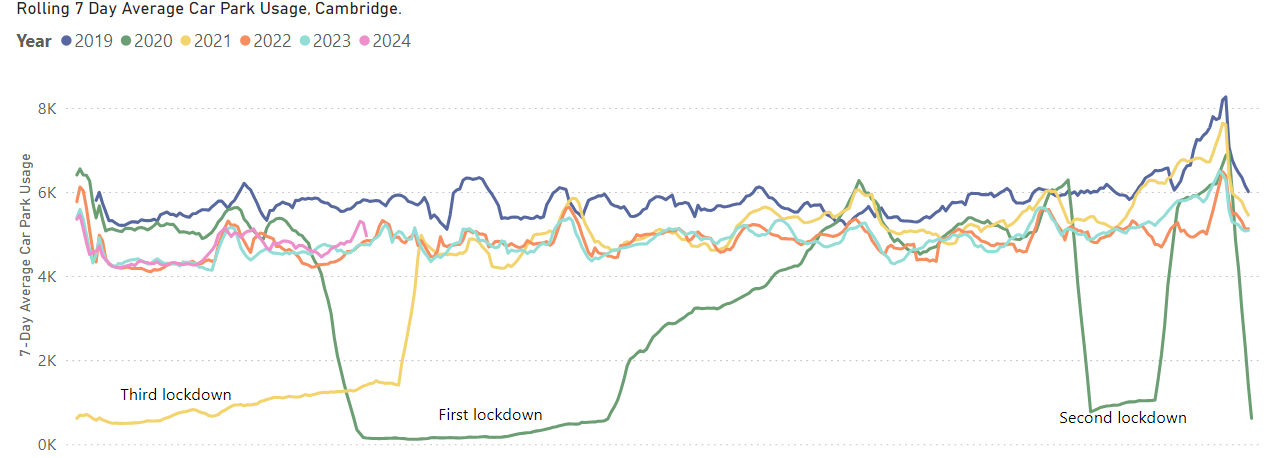 Rolling 7 Day Average Car Park Usage, Cambridge.
Year 2019 2020 2021 2022 2023 2024
8K
6K
4K
2K
0K
7-Day Average Car Park Usage
Third lockdown
First lockdown
Second lockdown